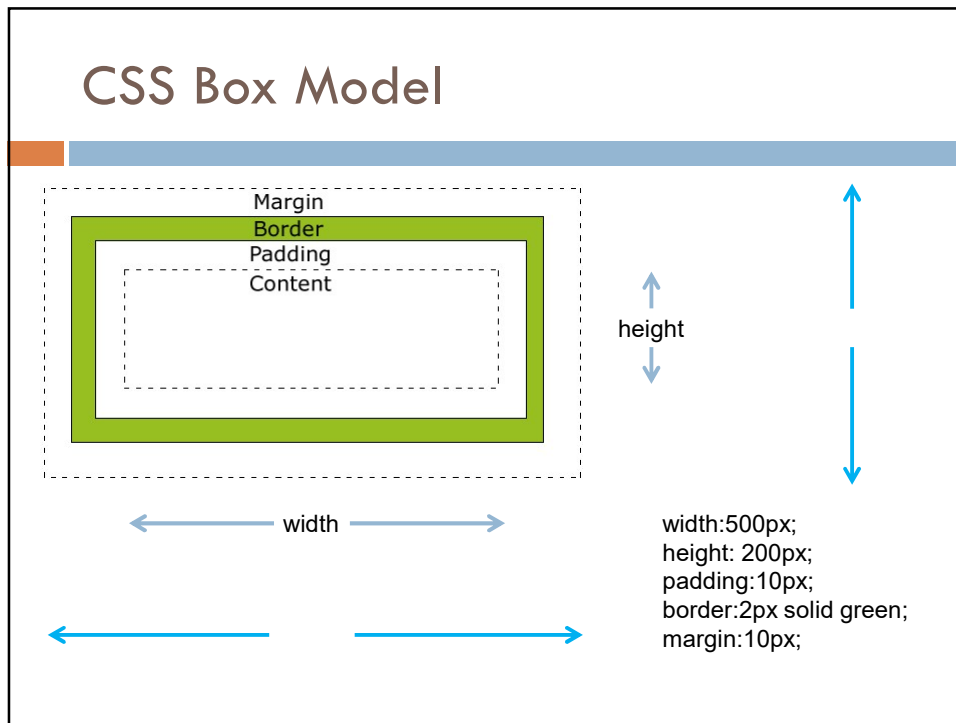 CSS Box Model
Margin
Border
Padding
Content
height
width
width:500px;
height: 200px;
padding:10px;
border:2px solid green;
margin:10px;